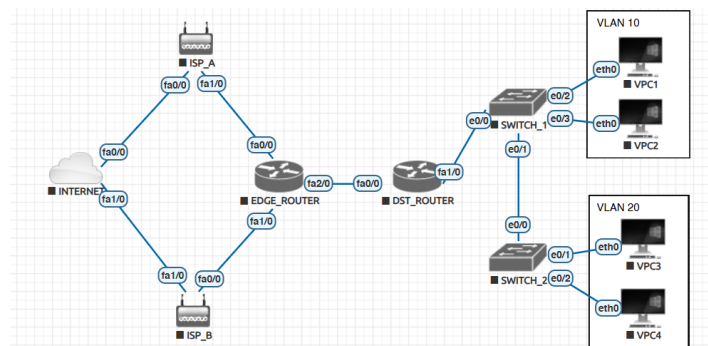 VLAN 10
ISP_A
fa0/0
fa1/0
eth0
VPC1
e0/2
e0/0
SWITCH_1
e0/3
eth0
VPC2
e0/1
fa0/0
fa0/0
INTERNET
fa1/0
EDGE_ROUTER
fa2/0
fa0/0
DST_ROUTER
fa1/0
fa1/0
VLAN 20
e0/0
eth0
e0/1
VPC3
SWITCH_2
e0/2
fa1/0
fa0/0
eth0
ISP_B
VPC4